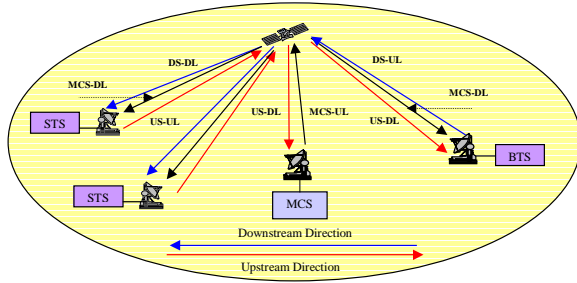 DS-DL
DS-UL
MCS-DL
MCS-DL
STS
US-UL
US-DL
MCS-UL
US-DL
BTS
STS
MCS
Downstream Direction
Upstream Direction